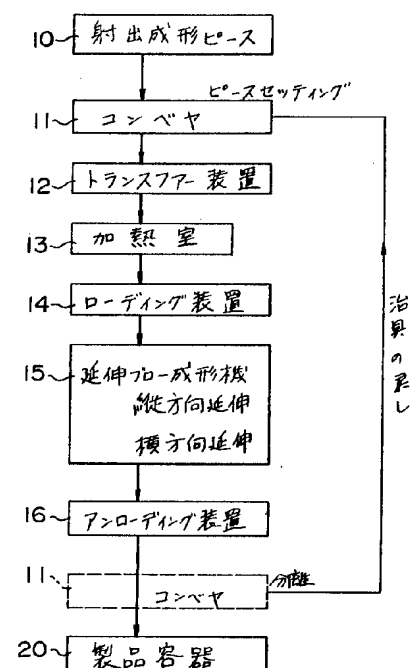 10 射出成形ピース
ピースセッティング
11 コンベヤ
12 トランスファー装置
13 加熱室
14 ローディング装置
15 延伸ブロー成形機
縦方向延伸
横方向延伸
治具の戻し
16 アンローディング装置
11 コンベヤ
分離
20 製品容器